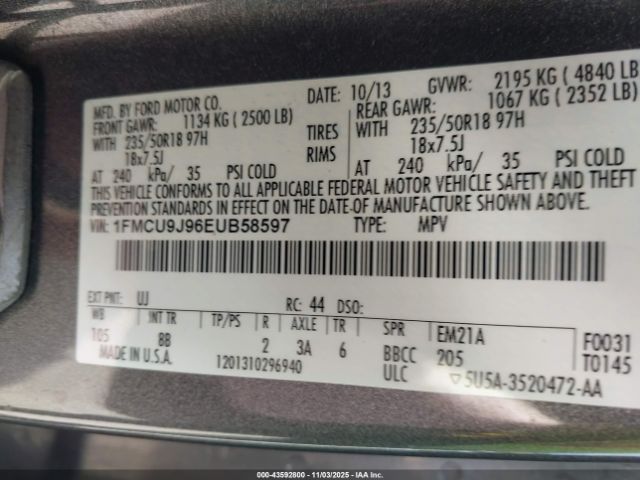 MFD. BY FORD MOTOR CO. DATE: 10/13 GVWR: 2195 KG ( 4840 LB
FRONT GAWR: 1134 KG ( 2500 LB) REAR GAWR: 1067 KG ( 2352 LB)
WITH 235/50R18 97H TIRES WITH 235/50R18 97H
18x7.5J RIMS 18x7.5J
AT 240 kPa/ 35 PSI COLD AT 240 kPa/ 35 PSI COLD
THIS VEHICLE CONFORMS TO ALL APPLICABLE FEDERAL MOTOR VEHICLE SAFETY AND THEFT
PREVENTION STANDARDS IN EFFECT ON THE DATE OF MANUFACTURE SHOWN ABOVE.
VIN: 1FMCU9J96EUB58597 TYPE: MPV
EXT PNT: UJ RC: 44 DSO:
WB INT TR TP/PS R AXLE TR SPR EM21A F0031
105 8B 2 3A 6 BBCC 205 T0145
MADE IN U.S.A. 1201310296940 ULC ▽5U5A-3520472-AA
000-43592800 - 11/03/2025 - IAAI.CA